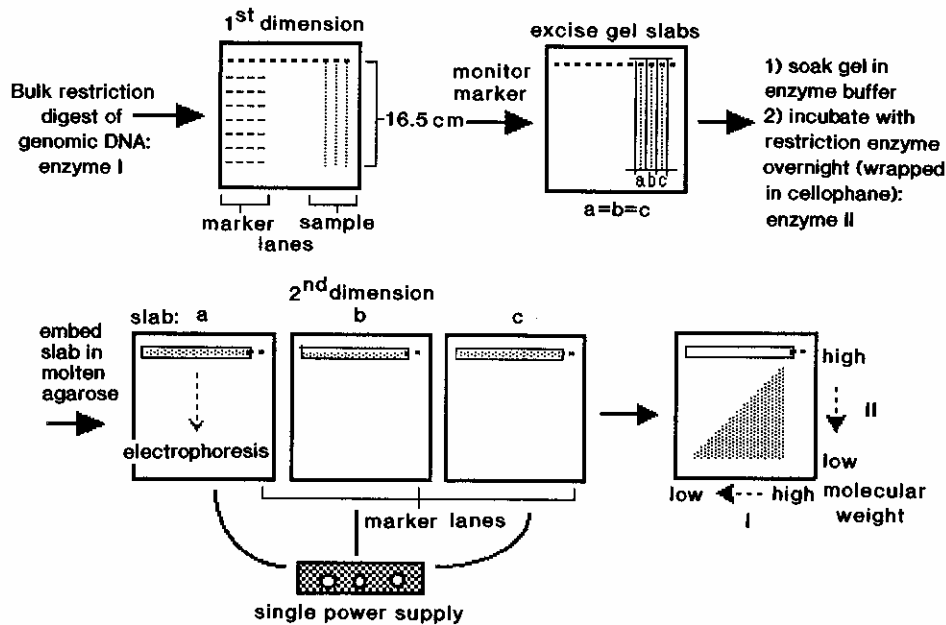 1st dimension
Bulk restriction
digest of
genomic DNA:
enzyme I
16.5 cm
marker
sample
lanes
monitor
marker
excise gel slabs
a b c
a=b=c
1) soak gel in
enzyme buffer
2) incubate with
restriction enzyme
overnight (wrapped
in cellophane):
enzyme II
2nd dimension
slab: a
b
c
embed
slab in
molten
agarose
electrophoresis
marker lanes
single power supply
high
II
low
low
high
molecular
weight
I